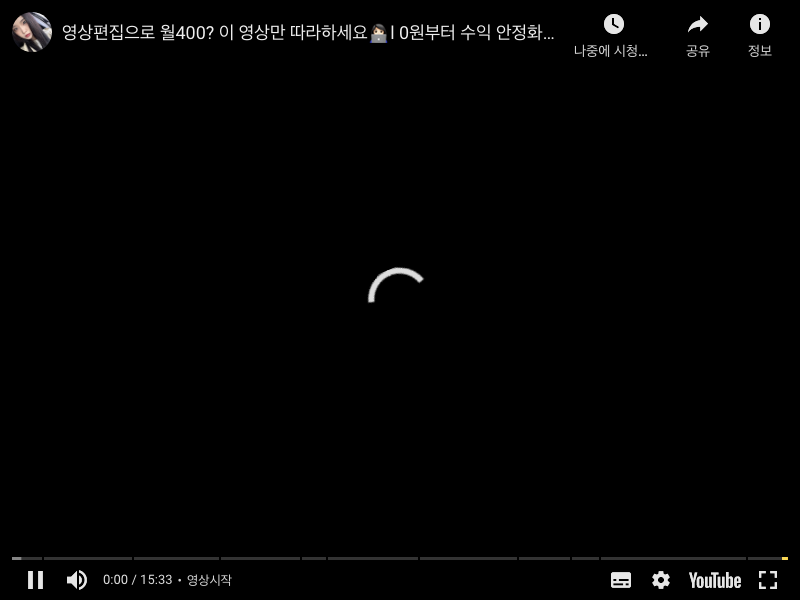 영상편집으로 월400? 이 영상만 따라하세요👩🏻‍💻 | 0원부터 수익 안정화...
나중에 시청...
공유
정보
0:00 / 15:33 • 영상시작
YouTube